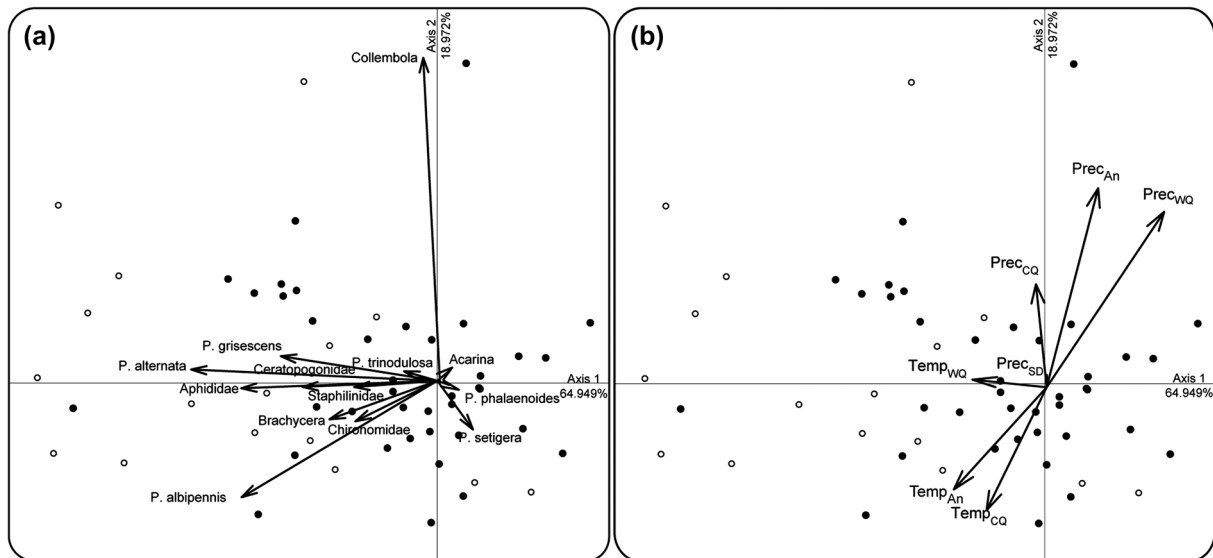 (a)
Axis 2
18.972%
Collembola
P. grisescens
P. alternata
Ceratopogonidae
P. trinodulosa
Acarina
Axis 1
64.949%
Aphididae
Staphilinidae
P. phalaenoides
Brachycera
Chironomidae
P. setigera
P. albipennis
(b)
Axis 2
18.972%
PrecAn
PrecWQ
PrecCQ
TempWQ
PrecSD
Axis 1
64.949%
TempAn
TempCQ